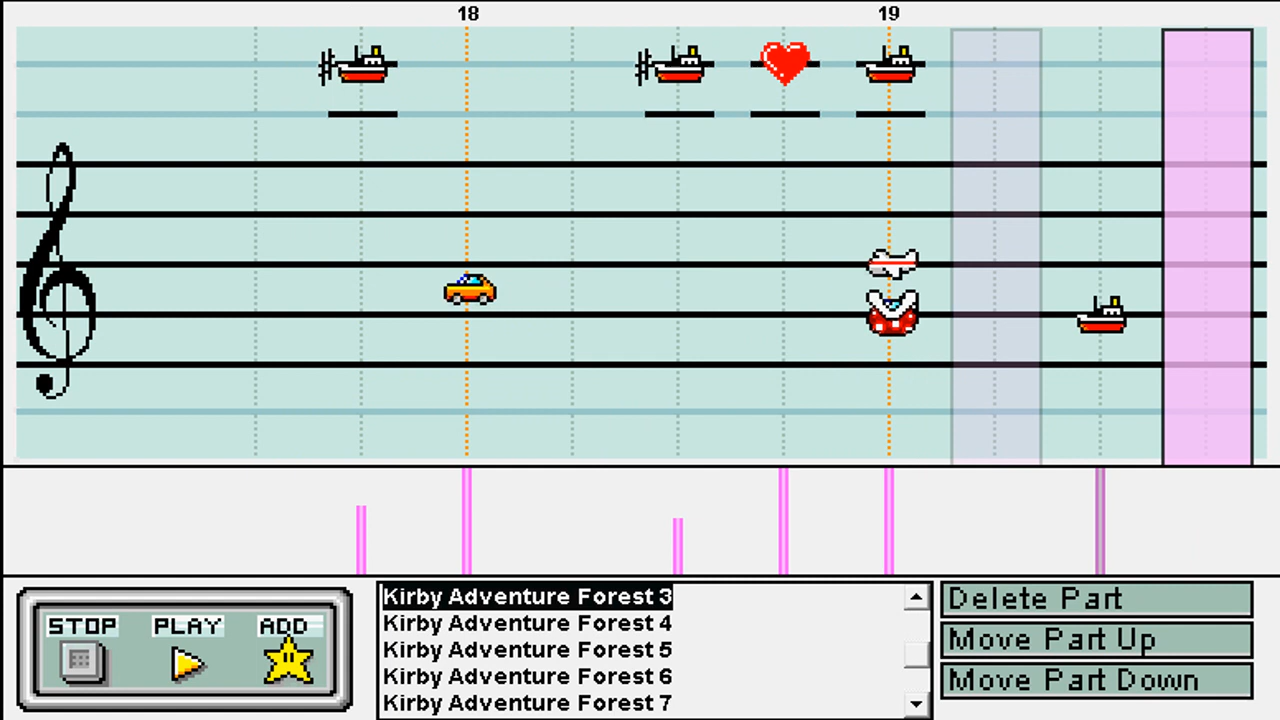 18 19
STOP PLAY ADD
Kirby Adventure Forest 3
Kirby Adventure Forest 4
Kirby Adventure Forest 5
Kirby Adventure Forest 6
Kirby Adventure Forest 7
Delete Part
Move Part Up
Move Part Down